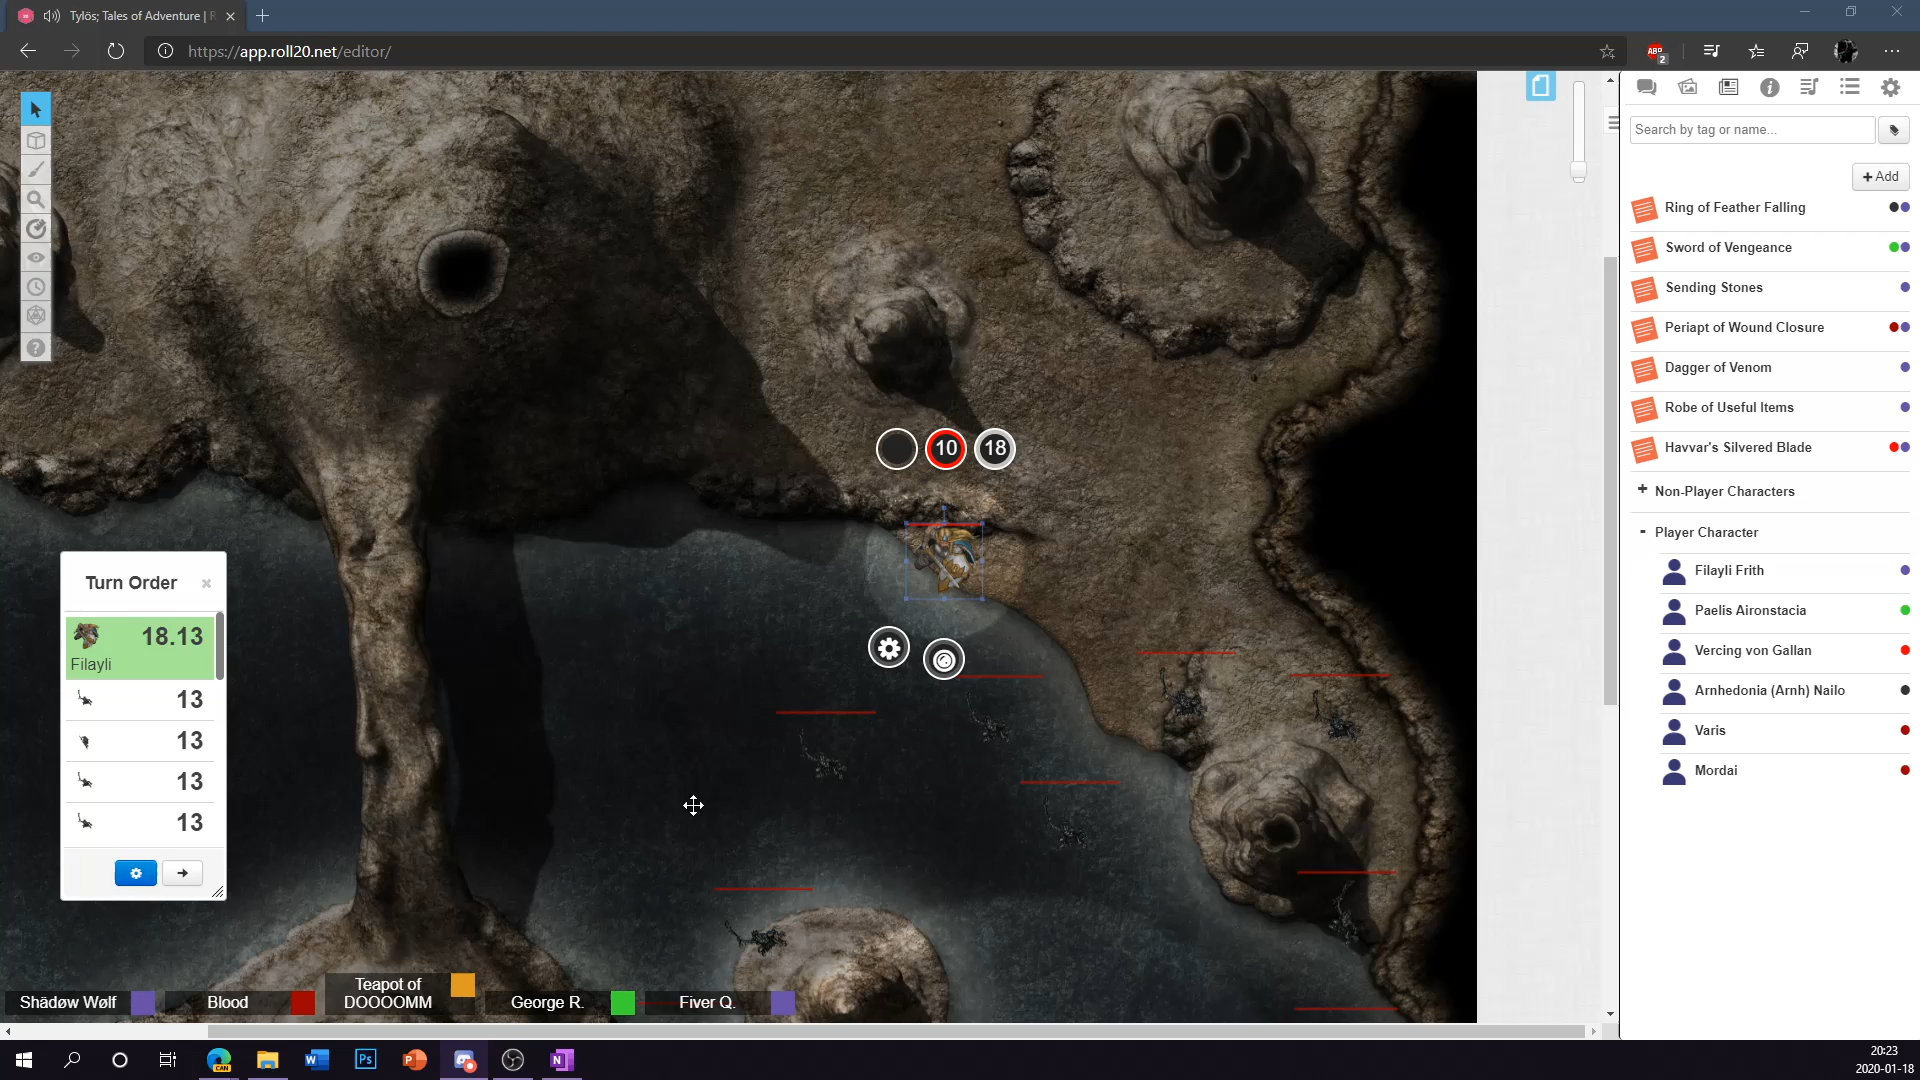 Tylös; Tales of Adventure | R
https://app.roll20.net/editor/
ABP
2
Search by tag or name...
+ Add
Ring of Feather Falling
Sword of Vengeance
Sending Stones
Periapt of Wound Closure
Dagger of Venom
Robe of Useful Items
Havvar's Silvered Blade
+ Non-Player Characters
- Player Character
Filayli Frith
Paelis Aironstacia
Vercing von Gallan
Arnhedonia (Arnh) Nailo
Varis
Mordai
10
18
Turn Order
18.13
Filayli
13
13
13
13
Shädøw Wølf
Blood
Teapot of
DOOOOMM
George R.
Fiver Q.
CAN
W
Ps
P
N
20:23
2020-01-18